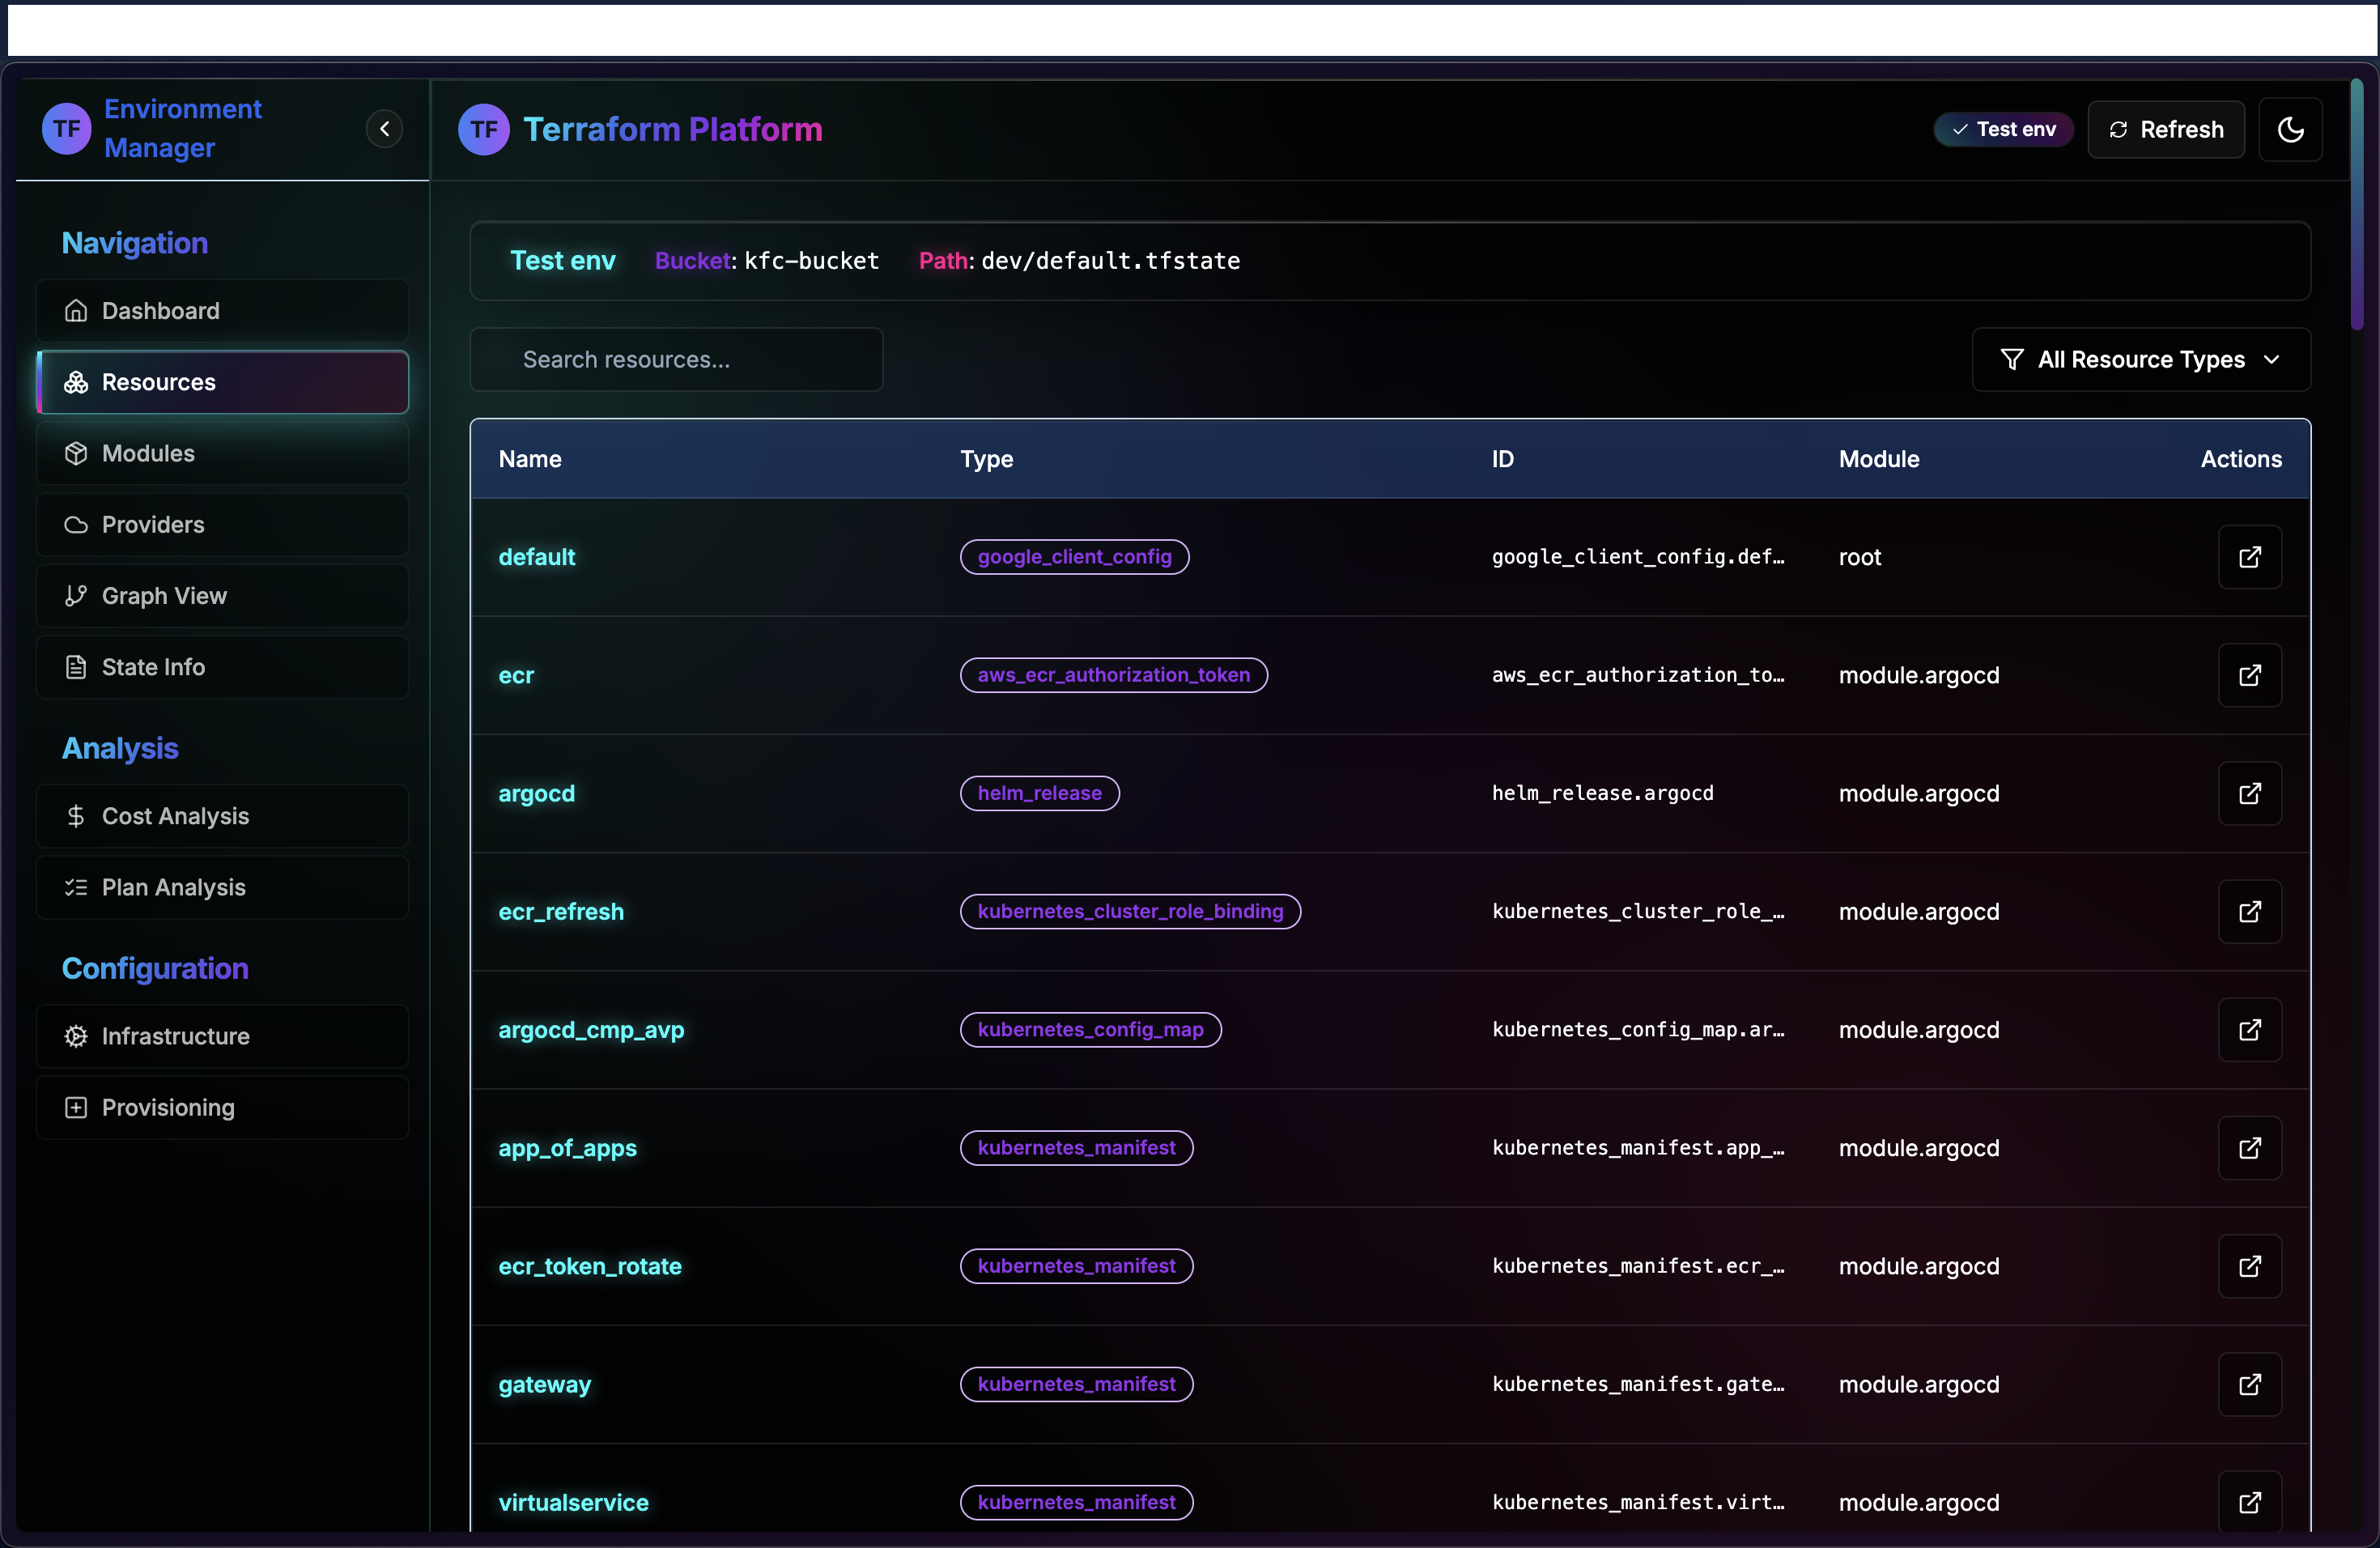 TF Environment
Manager
TF Terraform Platform
Test env
Refresh
Navigation
Dashboard
Resources
Modules
Providers
Graph View
State Info
Analysis
Cost Analysis
Plan Analysis
Configuration
Infrastructure
Provisioning
Test env Bucket: kfc-bucket Path: dev/default.tfstate
Search resources...
All Resource Types
Name Type ID Module Actions
default google_client_config google_client_config.def… root
ecr aws_ecr_authorization_token aws_ecr_authorization_to… module.argocd
argocd helm_release helm_release.argocd module.argocd
ecr_refresh kubernetes_cluster_role_binding kubernetes_cluster_role_… module.argocd
argocd_cmp_avp kubernetes_config_map kubernetes_config_map.ar… module.argocd
app_of_apps kubernetes_manifest kubernetes_manifest.app_… module.argocd
ecr_token_rotate kubernetes_manifest kubernetes_manifest.ecr_… module.argocd
gateway kubernetes_manifest kubernetes_manifest.gate… module.argocd
virtualservice kubernetes_manifest kubernetes_manifest.virt… module.argocd